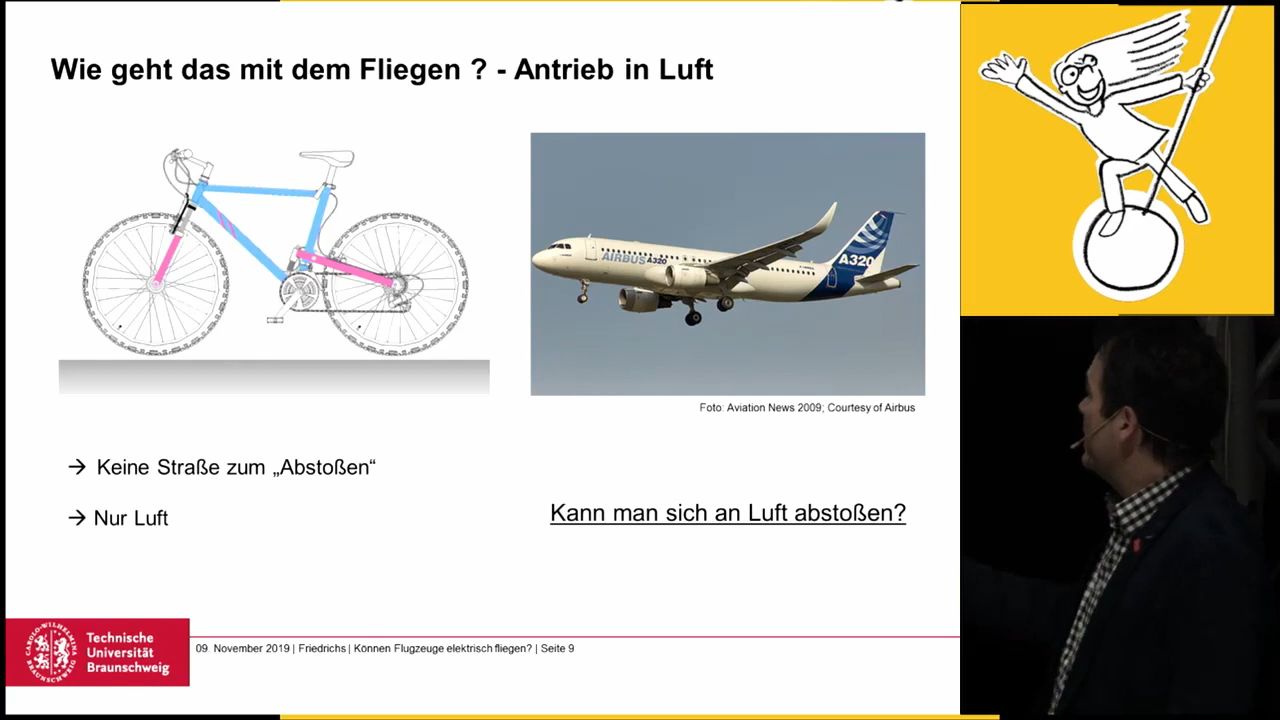 Wie geht das mit dem Fliegen ? - Antrieb in Luft
AIRBUS A320
A320
Foto: Aviation News 2009; Courtesy of Airbus
→ Keine Straße zum „Abstoßen“
→ Nur Luft
Kann man sich an Luft abstoßen?
Technische
Universität
Braunschweig
09. November 2019 | Friedrichs | Können Flugzeuge elektrisch fliegen? | Seite 9